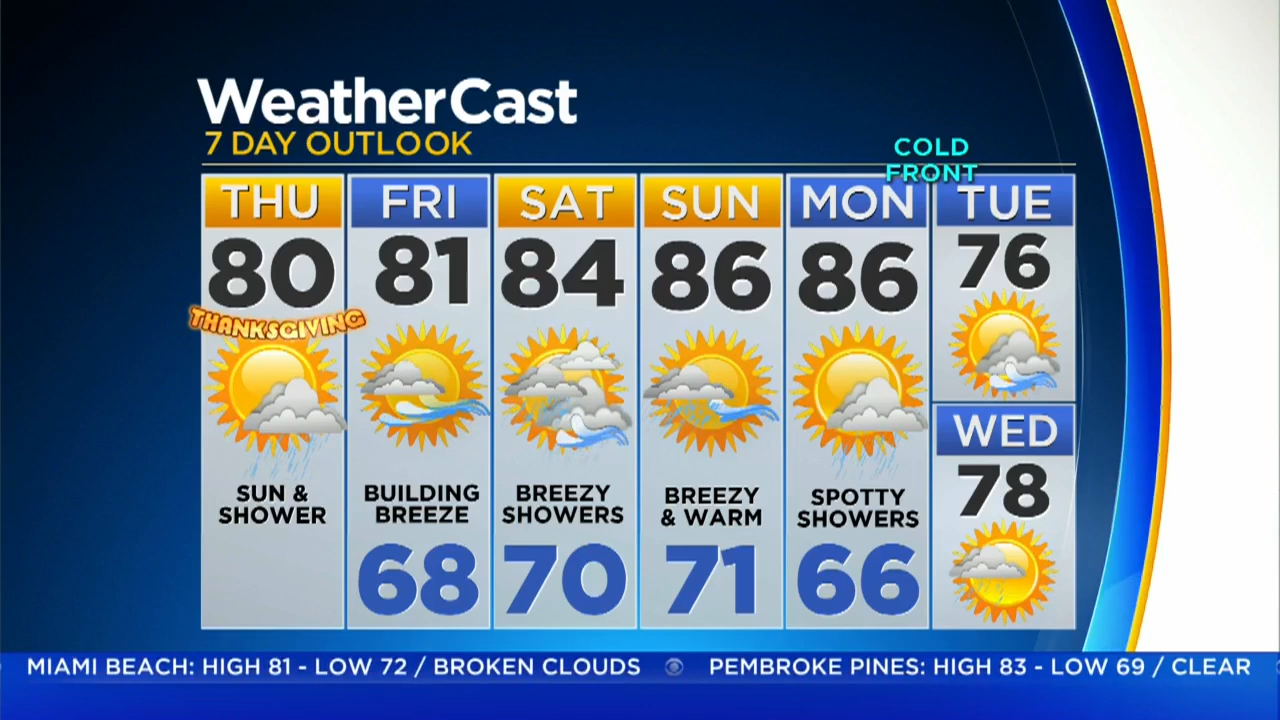 WeatherCast
7 DAY OUTLOOK
COLD
FRONT
THU
80
THANKSGIVING
SUN &
SHOWER
FRI
81
BUILDING
BREEZE
68
SAT
84
BREEZY
SHOWERS
70
SUN
86
BREEZY
& WARM
71
MON
86
SPOTTY
SHOWERS
66
TUE
76
WED
78
MIAMI BEACH: HIGH 81 - LOW 72 / BROKEN CLOUDS PEMBROKE PINES: HIGH 83 - LOW 69 / CLEAR